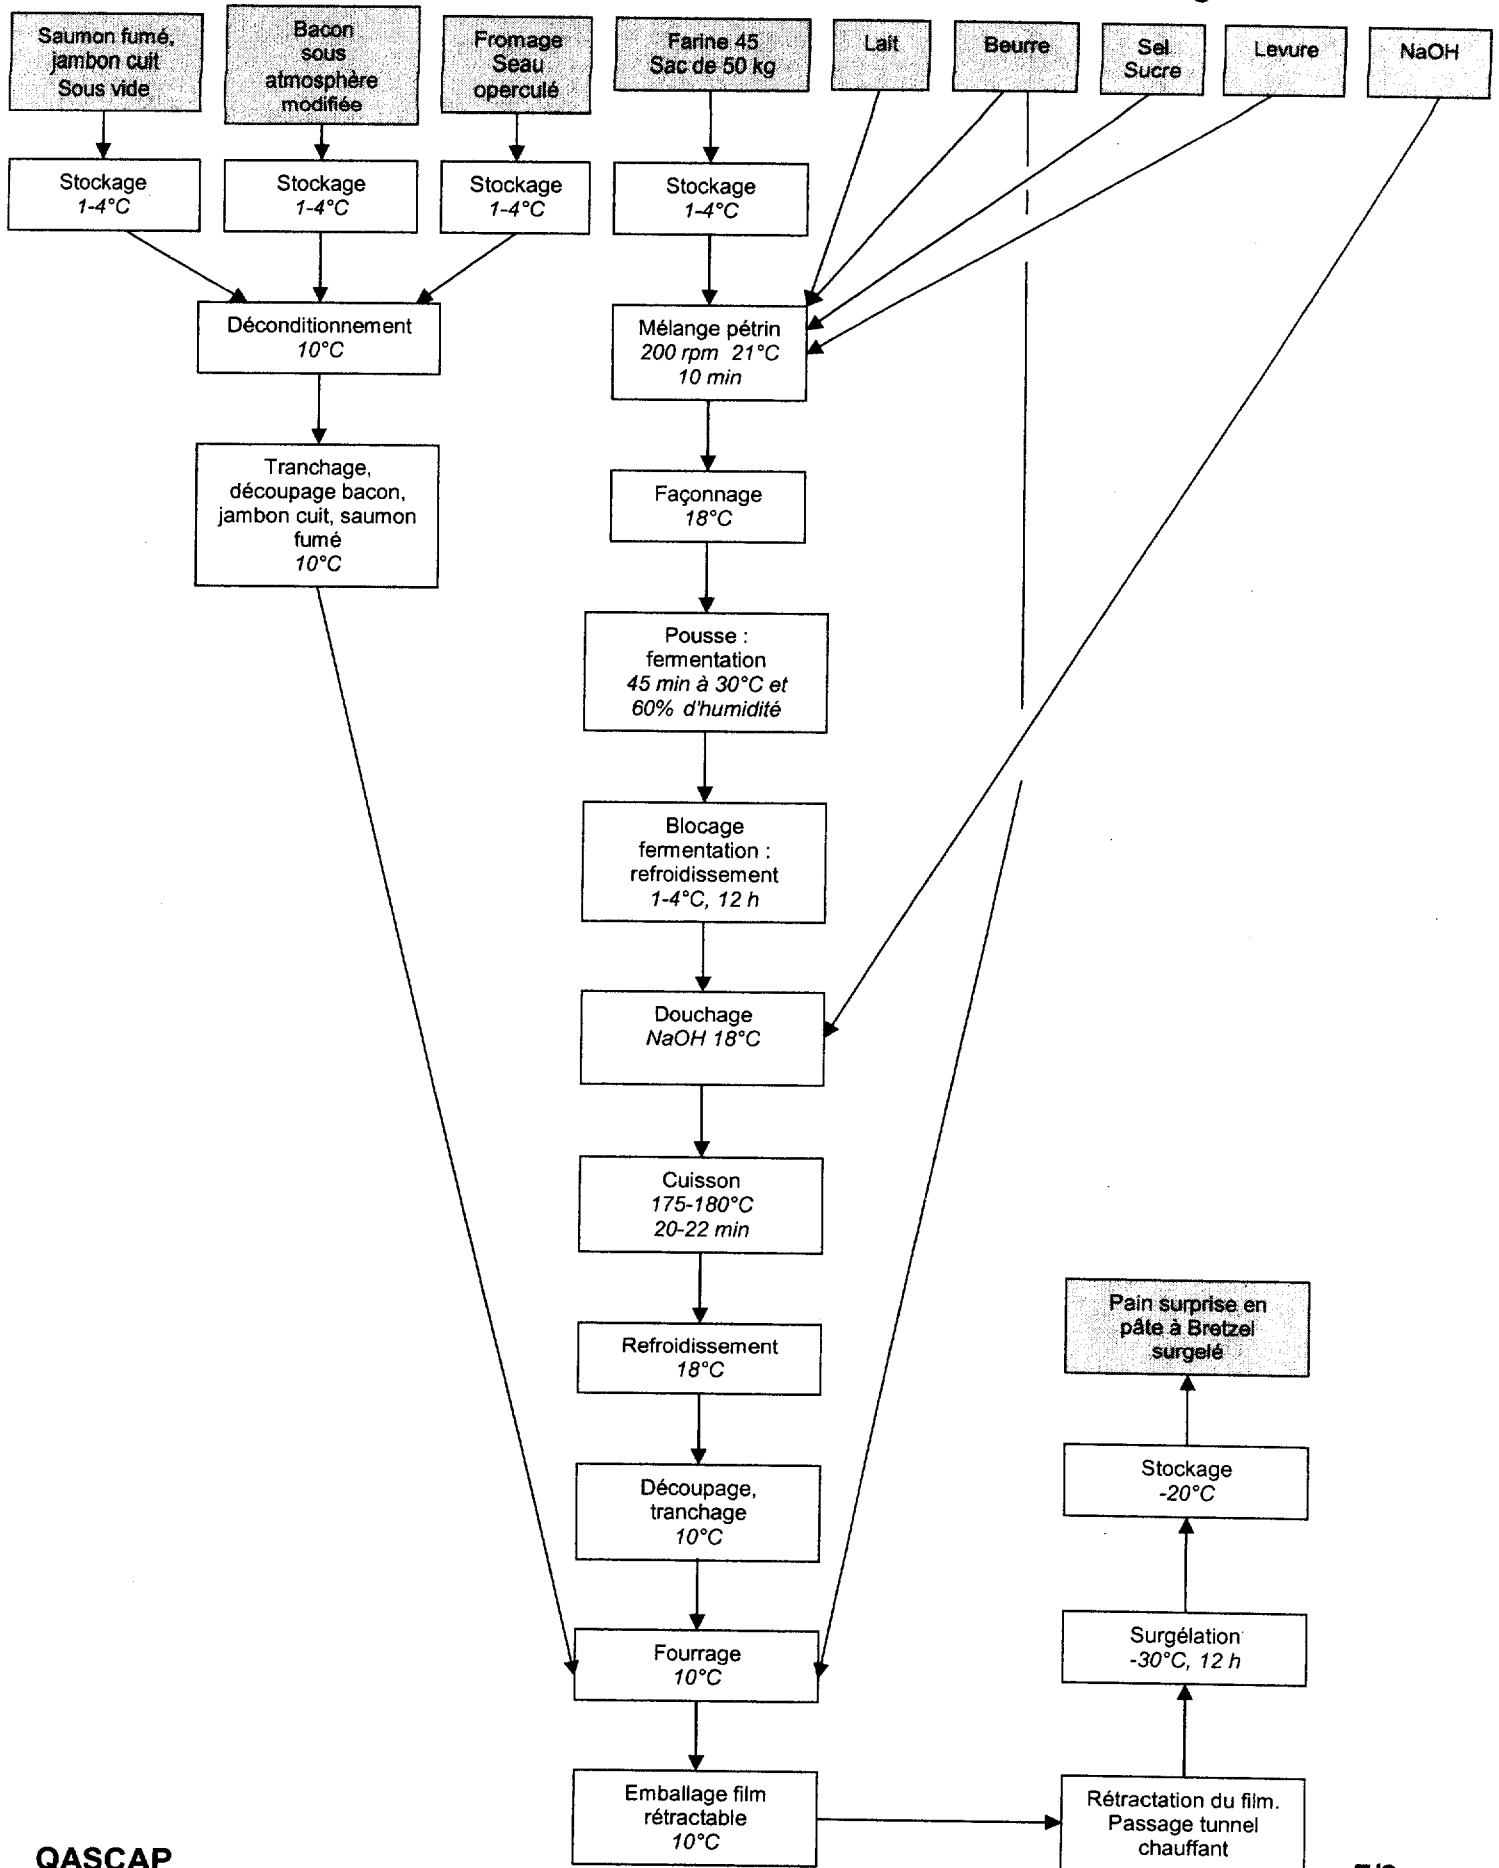 Saumon fumé,
jambon cuit
Sous vide
Bacon
sous
atmosphère
modifiée
Fromage
Seau
operculé
Farine 45
Sac de 50 kg
Lait
Beurre
Sel
Sucre
Levure
NaOH
Stockage
1-4°C
Stockage
1-4°C
Stockage
1-4°C
Stockage
1-4°C
Déconditionnement
10°C
Mélange pétrin
200 rpm 21°C
10 min
Tranchage,
découpage bacon,
jambon cuit, saumon
fumé
10°C
Façonnage
18°C
Pousse :
fermentation
45 min à 30°C et
60% d'humidité
Blocage
fermentation :
refroidissement
1-4°C, 12 h
Douchage
NaOH 18°C
Cuisson
175-180°C
20-22 min
Refroidissement
18°C
Découpage,
tranchage
10°C
Fourrage
10°C
Emballage film
rétractable
10°C
Rétractation du film.
Passage tunnel
chauffant
Surgélation
-30°C, 12 h
Stockage
-20°C
Pain surprise en
pâte à Bretzel
surgelé
QASCAP